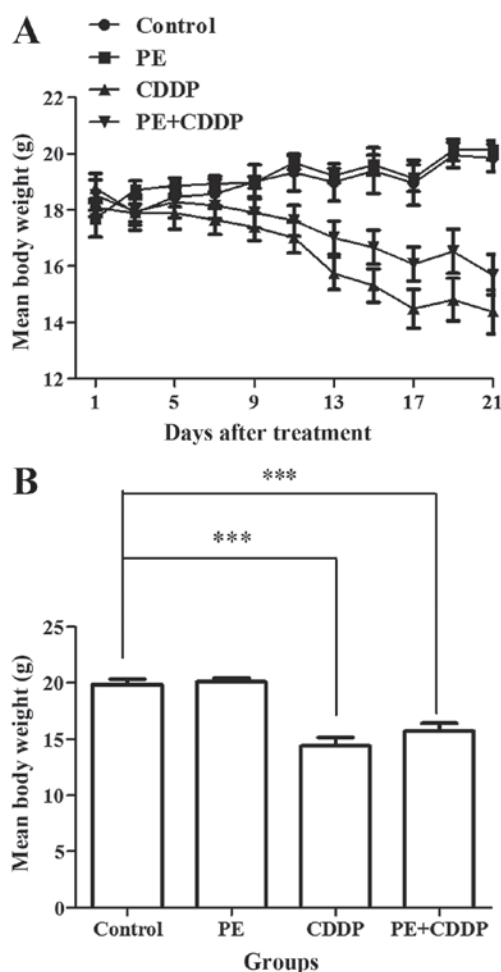 A
Control
PE
CDDP
PE+CDDP
Mean body weight (g)
22
20
18
16
14
12
1 5 9 13 17 21
Days after treatment
B
***
***
Mean body weight (g)
25
20
15
10
5
0
Control PE CDDP PE+CDDP
Groups